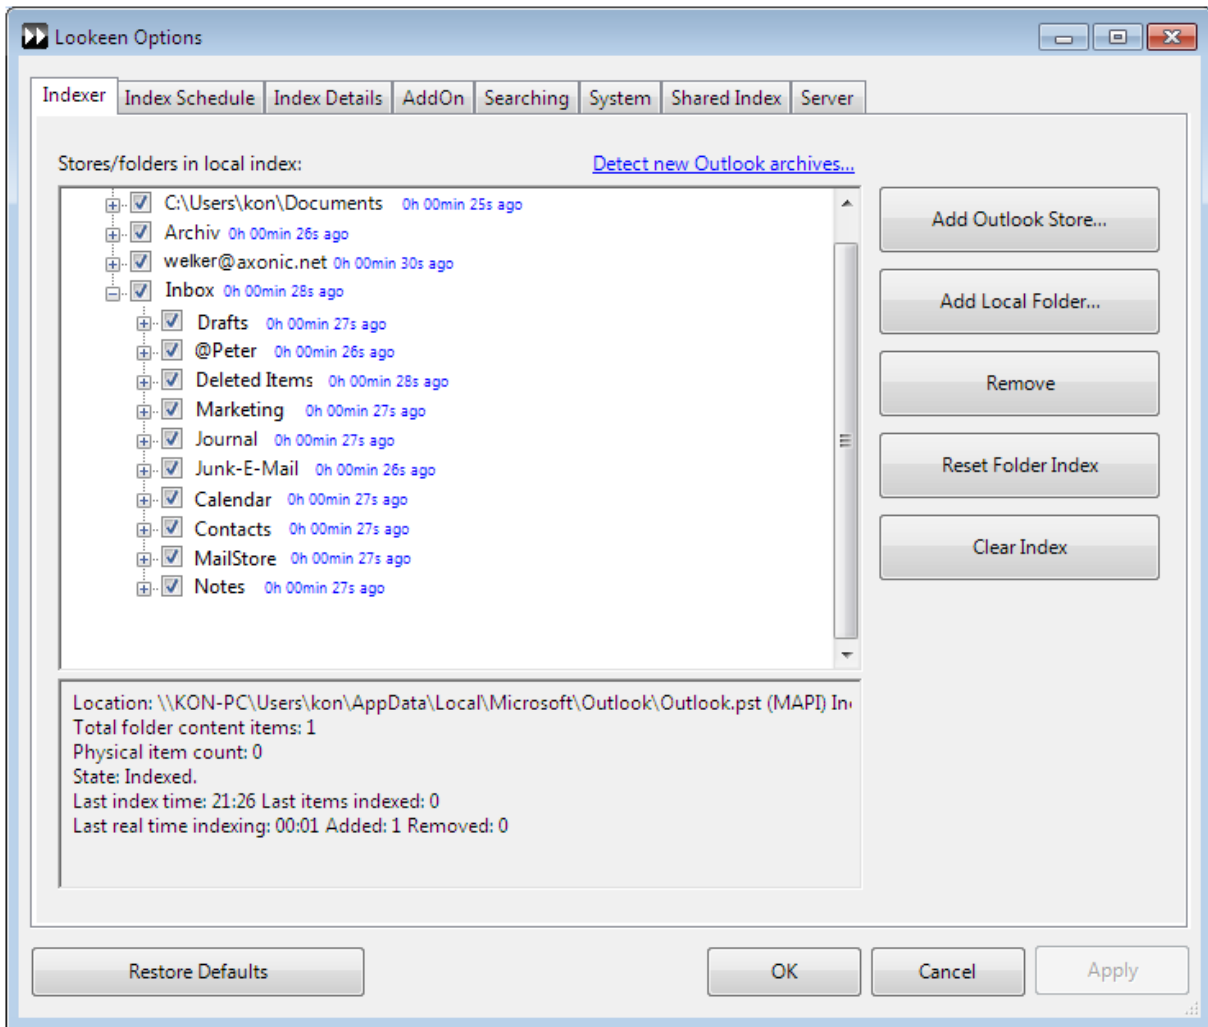 Lookeen Options
Indexer Index Schedule Index Details AddOn Searching System Shared Index Server
Stores/folders in local index: Detect new Outlook archives...
C:\Users\kon\Documents 0h 00min 25s ago
Archiv 0h 00min 26s ago
welker@axonic.net 0h 00min 30s ago
Inbox 0h 00min 28s ago
Drafts 0h 00min 27s ago
@Peter 0h 00min 26s ago
Deleted Items 0h 00min 28s ago
Marketing 0h 00min 27s ago
Journal 0h 00min 27s ago
Junk-E-Mail 0h 00min 26s ago
Calendar 0h 00min 27s ago
Contacts 0h 00min 27s ago
MailStore 0h 00min 27s ago
Notes 0h 00min 27s ago
Add Outlook Store...
Add Local Folder...
Remove
Reset Folder Index
Clear Index
Location: \\KON-PC\Users\kon\AppData\Local\Microsoft\Outlook\Outlook.pst (MAPI)
Total folder content items: 1
Physical item count: 0
State: Indexed.
Last index time: 21:26 Last items indexed: 0
Last real time indexing: 00:01 Added: 1 Removed: 0
Restore Defaults OK Cancel Apply